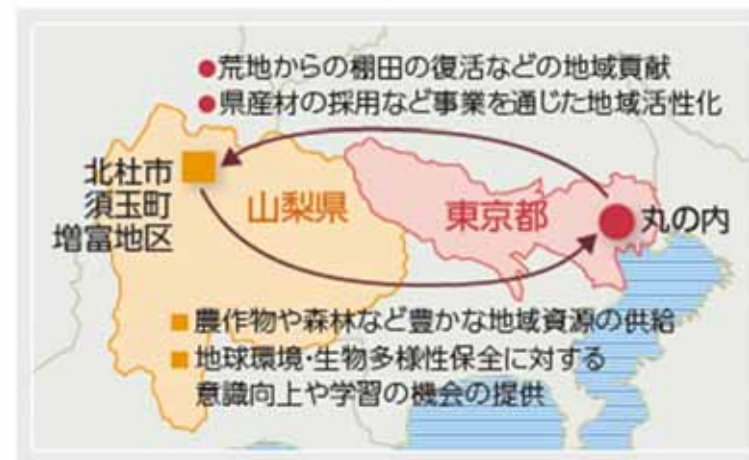 ●荒地からの棚田の復活などの地域貢献
●県産材の採用など事業を通じた地域活性化
北杜市
須玉町
増富地区
山梨県
東京都
丸の内
■農作物や森林など豊かな地域資源の供給
■地球環境・生物多様性保全に対する
意識向上や学習の機会の提供